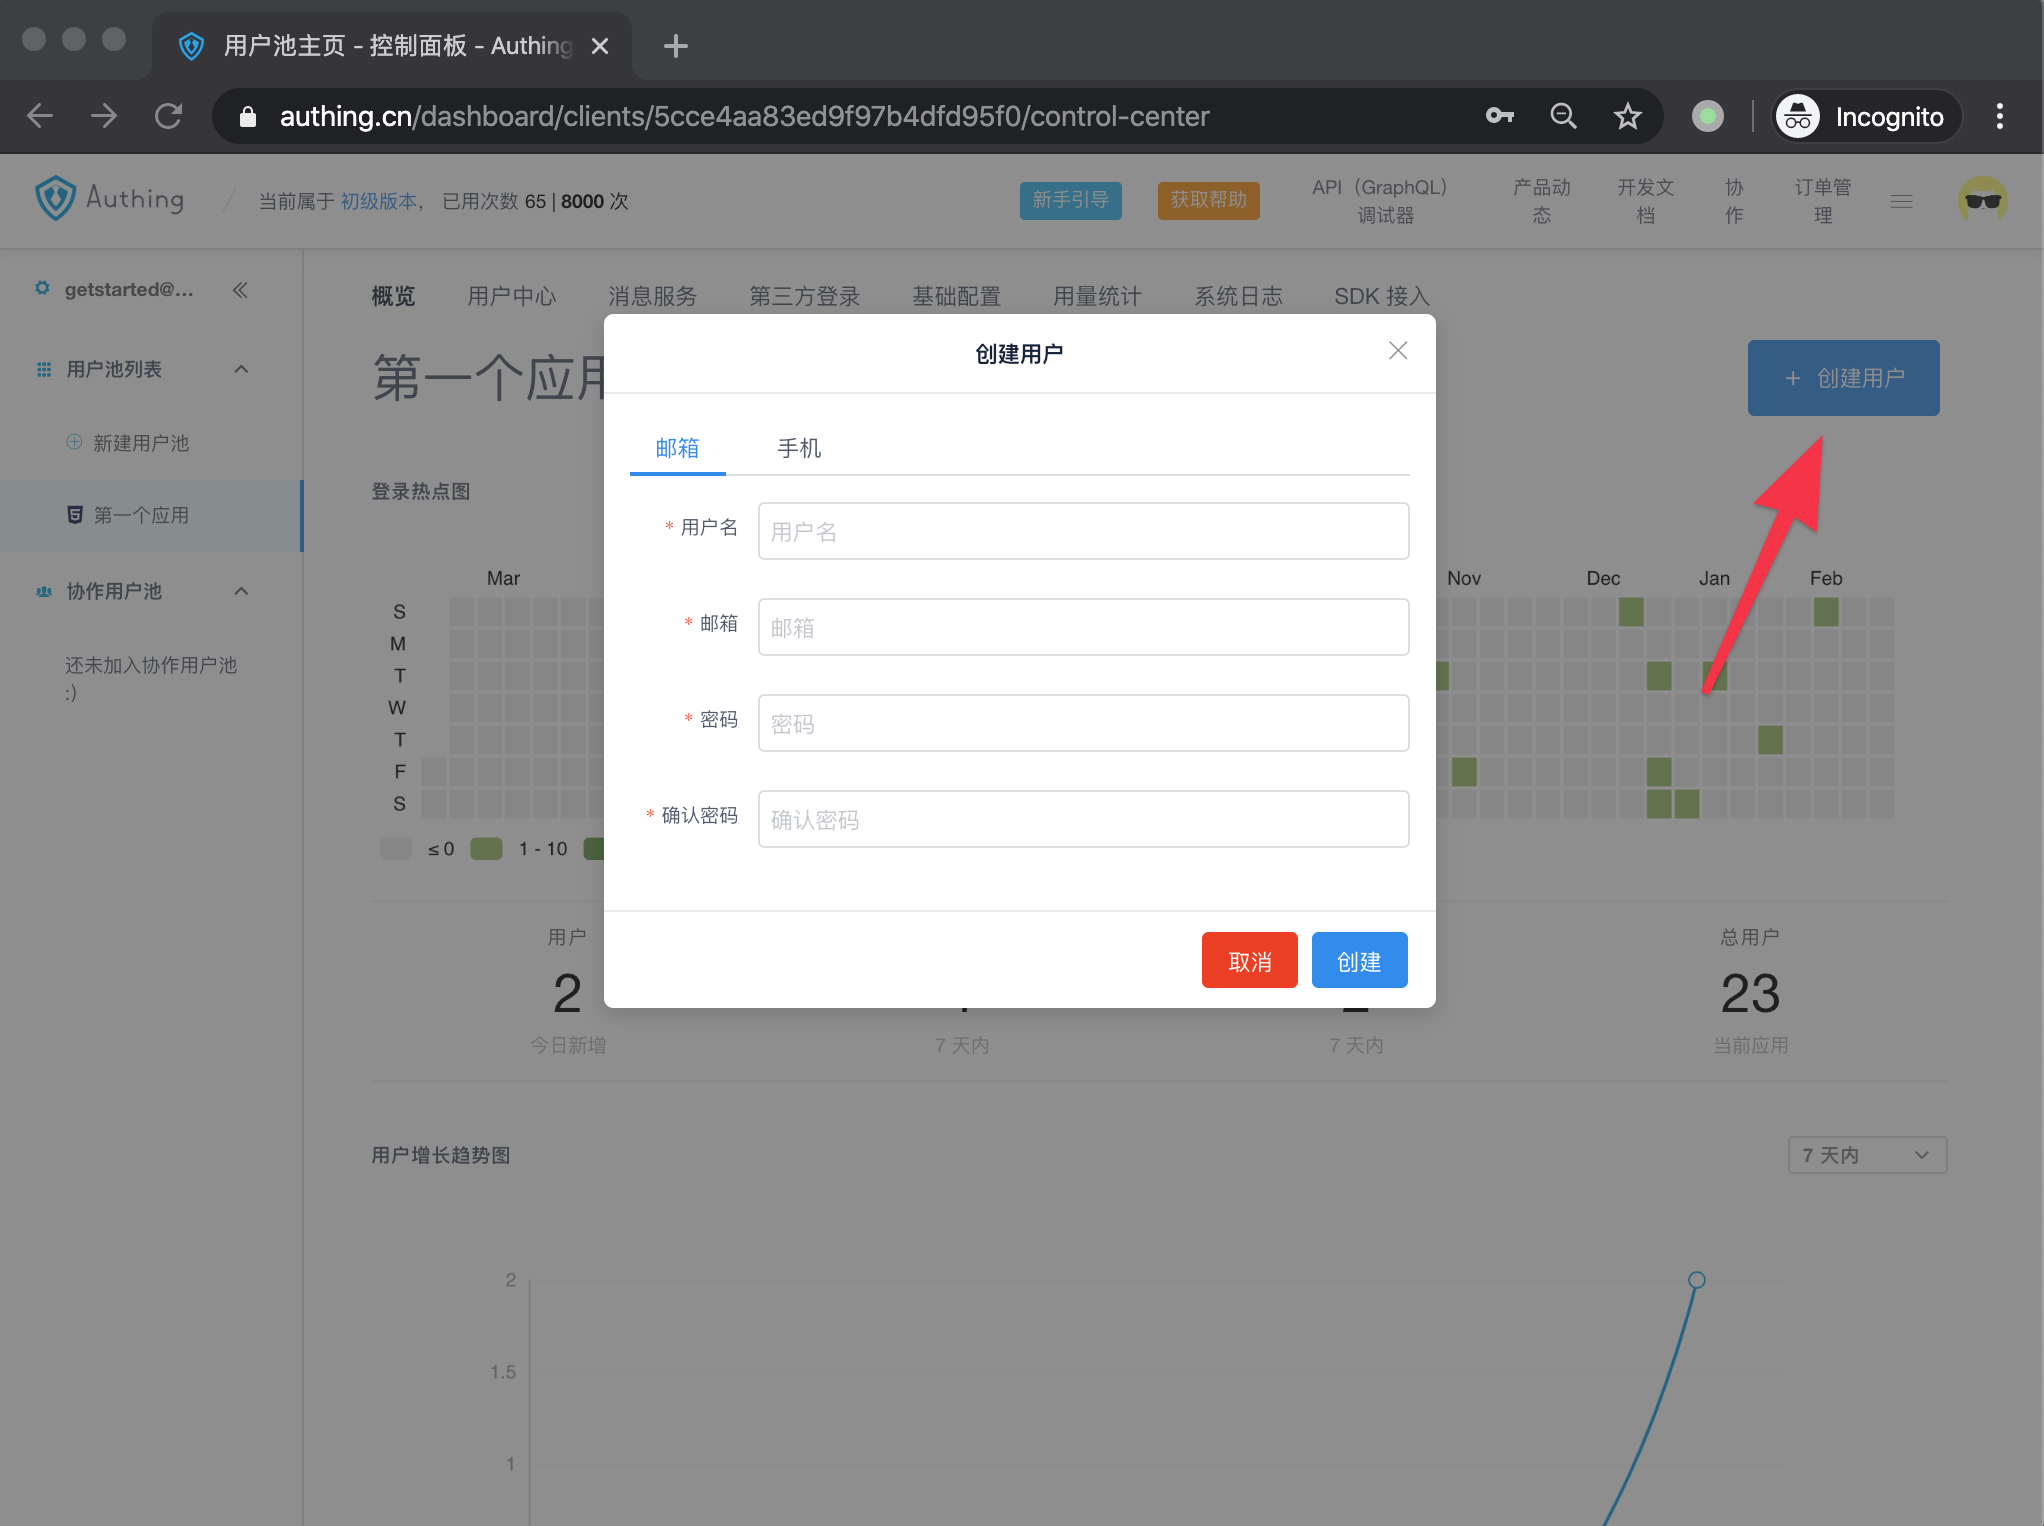 用户池主页 - 控制面板 - Authing
authing.cn/dashboard/clients/5cce4aa83ed9f97b4dfd95f0/control-center
Incognito
Authing
当前属于 初级版本， 已用次数 65 | 8000 次
新手引导
获取帮助
API（GraphQL）
调试器
产品动
态
开发文
档
协
作
订单管
理
getstarted@...
用户池列表
新建用户池
第一个应用
协作用户池
还未加入协作用户池
:)
概览
用户中心
消息服务
第三方登录
基础配置
用量统计
系统日志
SDK 接入
第一个应用
+ 创建用户
创建用户
邮箱
手机
* 用户名
用户名
* 邮箱
邮箱
* 密码
密码
* 确认密码
确认密码
取消
创建
登录热点图
Mar
Nov
Dec
Jan
Feb
S
M
T
W
T
F
S
≤ 0
1 - 10
用户
2
今日新增
7 天内
7 天内
总用户
23
当前应用
用户增长趋势图
7 天内
2
1.5
1